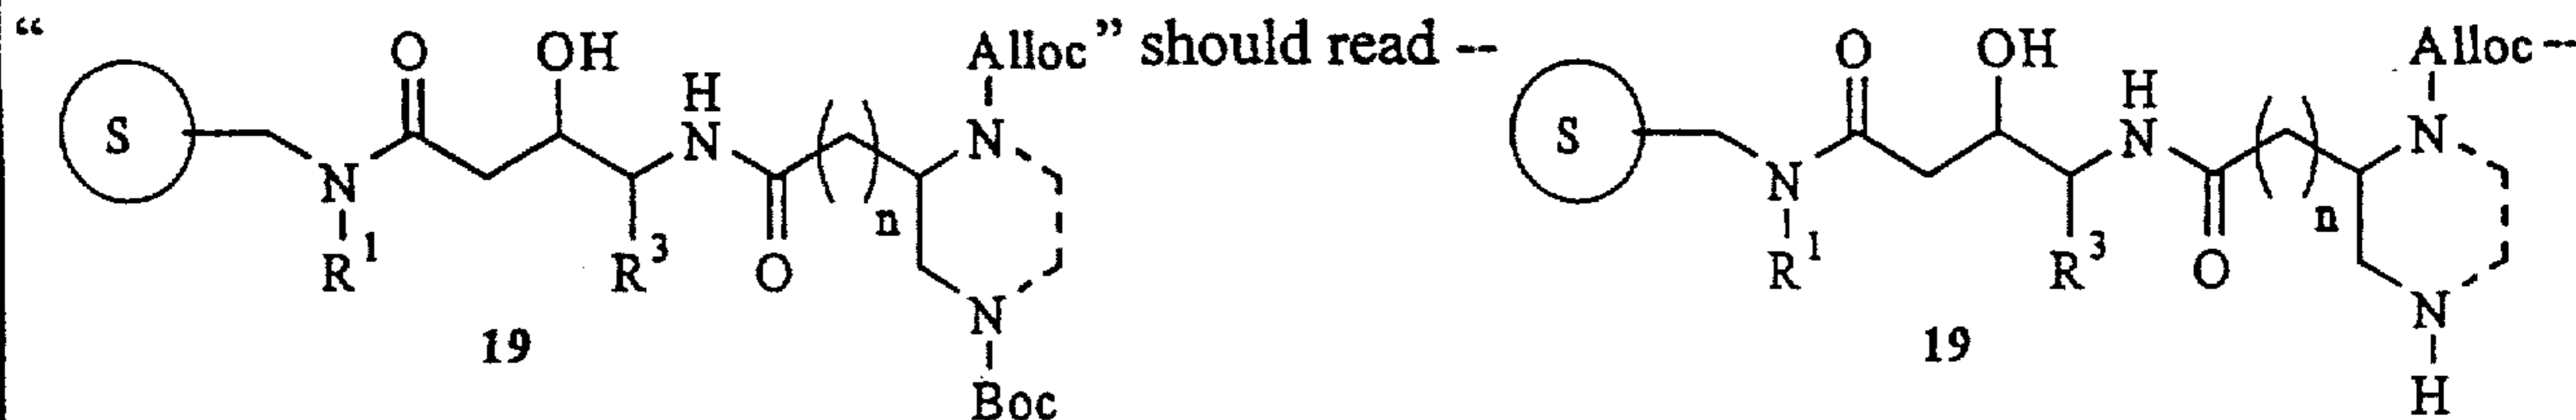 “ O OH Alloc ” should read -- O OH Alloc --
H H
S N N S N N
N N
n n
R¹ R³ O R¹ R³ O
N N
19 19
Boc H